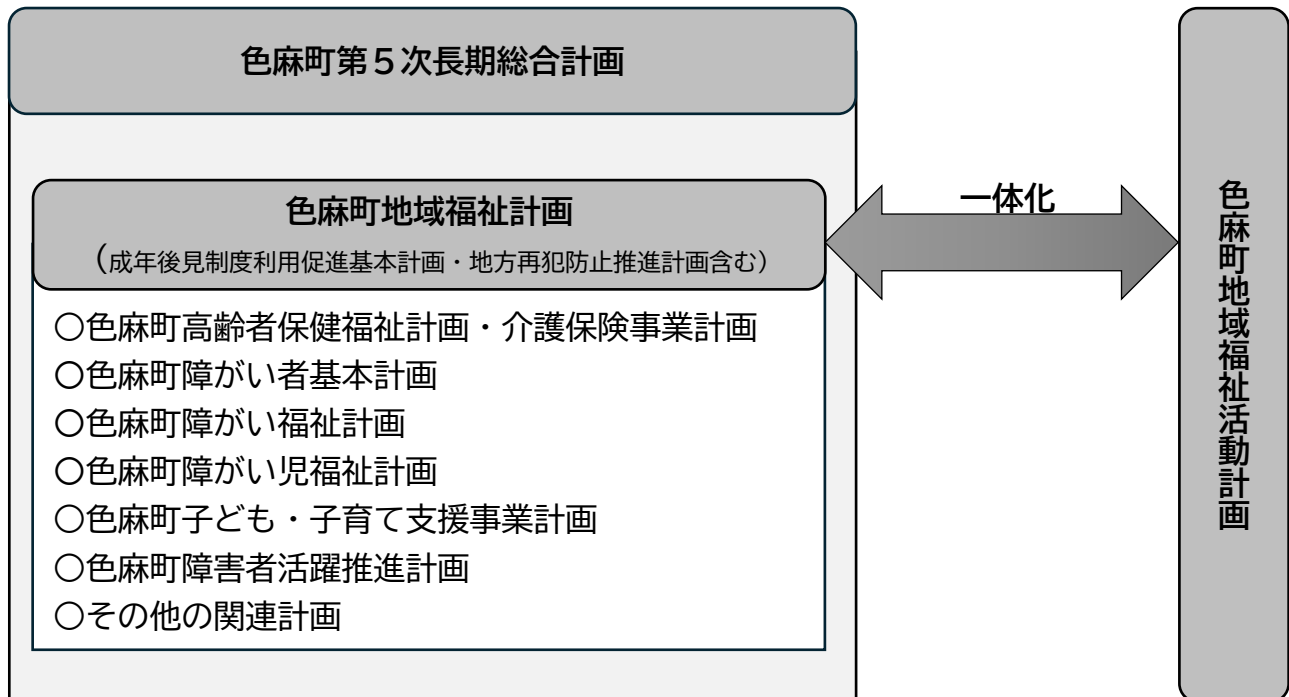 色麻町第５次長期総合計画
色麻町地域福祉計画
（成年後見制度利用促進基本計画・地方再犯防止推進計画含む）
〇色麻町高齢者保健福祉計画・介護保険事業計画
〇色麻町障がい者基本計画
〇色麻町障がい福祉計画
〇色麻町障がい児福祉計画
〇色麻町子ども・子育て支援事業計画
〇色麻町障害者活躍推進計画
〇その他の関連計画
一体化
色麻町地域福祉活動計画